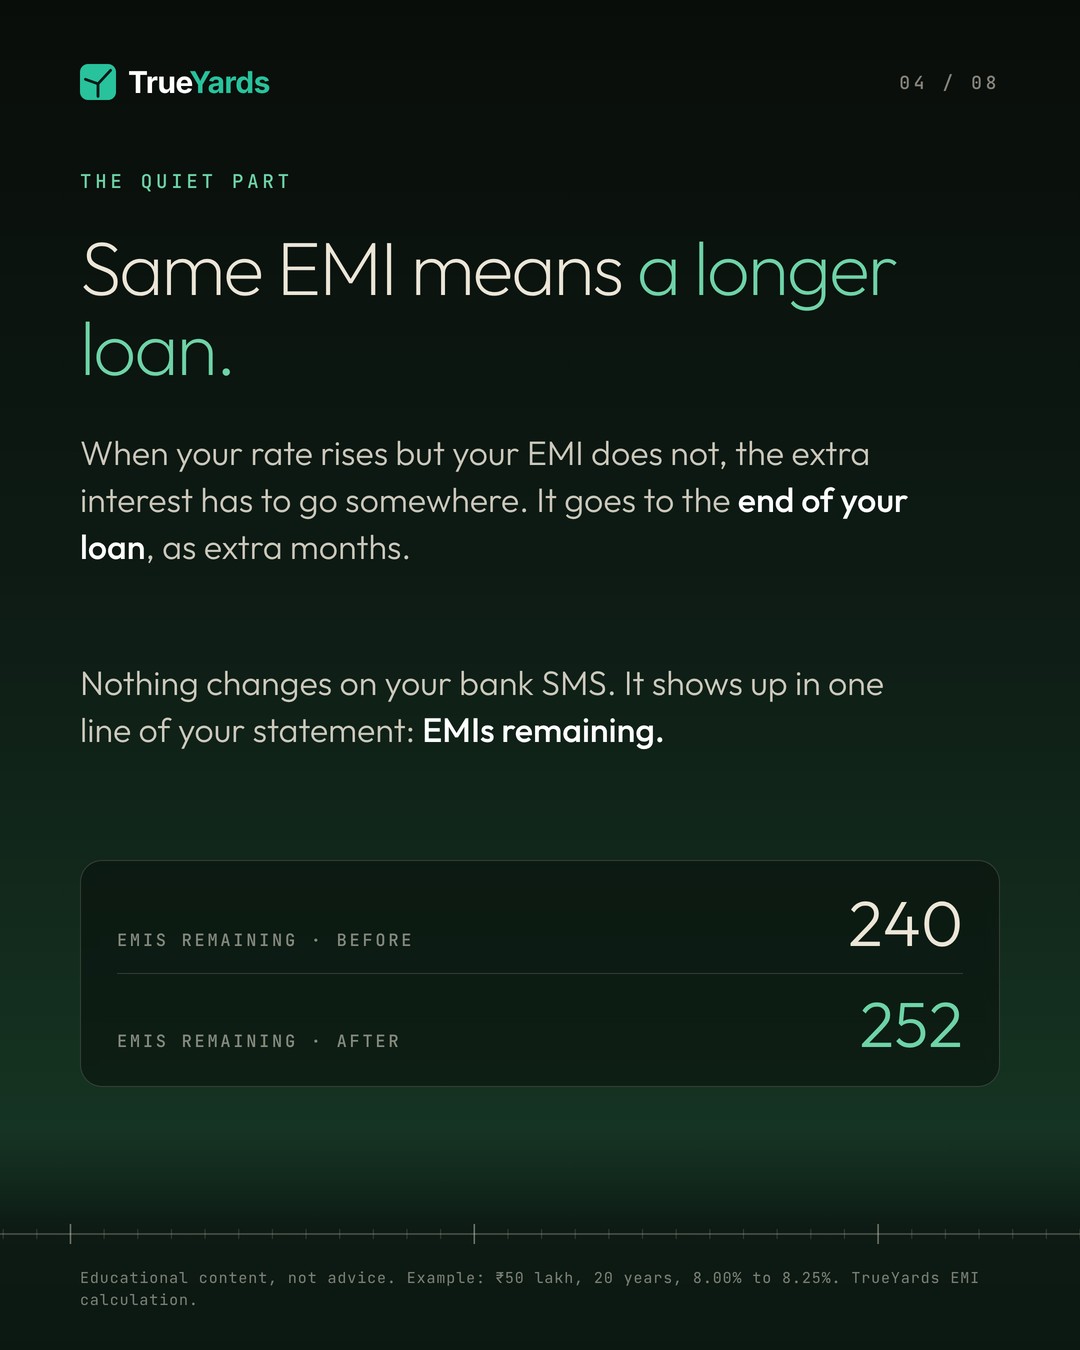 TrueYards
04 / 08
THE QUIET PART
Same EMI means a longer
loan.
When your rate rises but your EMI does not, the extra
interest has to go somewhere. It goes to the end of your
loan, as extra months.
Nothing changes on your bank SMS. It shows up in one
line of your statement: EMIs remaining.
EMIS REMAINING · BEFORE
240
EMIS REMAINING · AFTER
252
Educational content, not advice. Example: ₹50 lakh, 20 years, 8.00% to 8.25%. TrueYards EMI
calculation.